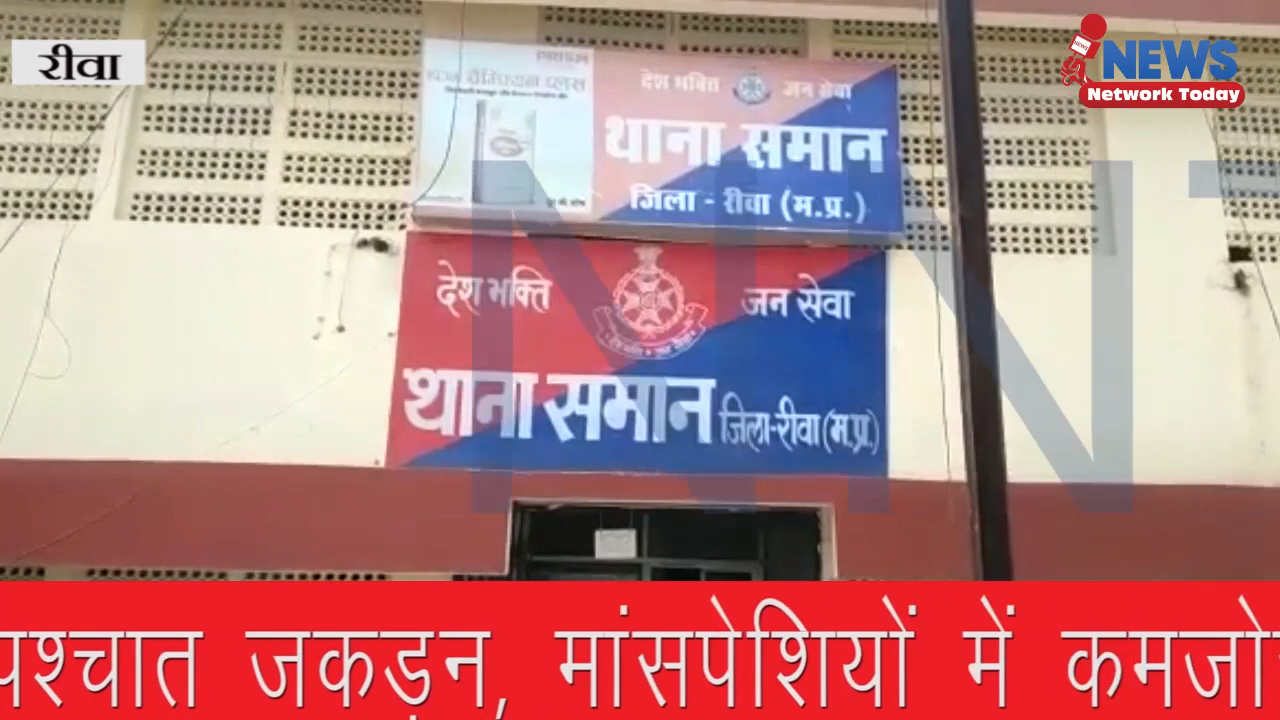 रीवा
NEWS
Network Today
देश भक्ति जन सेवा
थाना समान
जिला - रीवा (म.प्र.)
देश भक्ति जन सेवा
थाना समान जिला-रीवा (म.प्र.)
पश्चात जकड़न, मांसपेशियों में कमजो